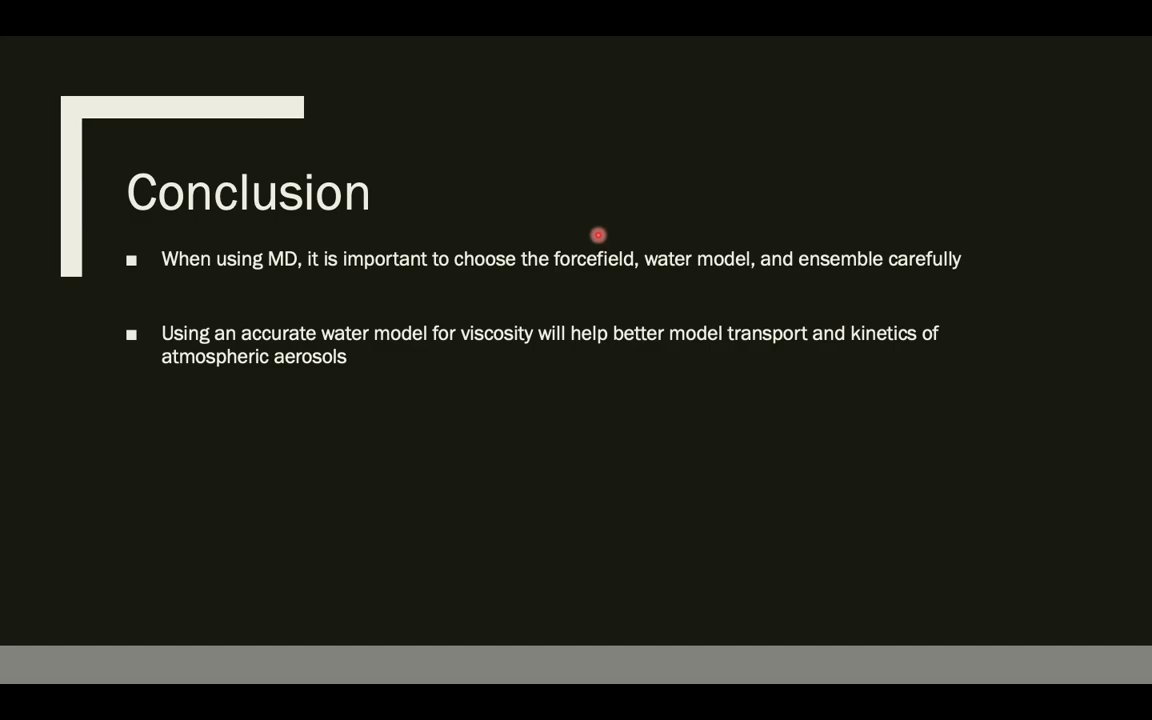 Conclusion
When using MD, it is important to choose the forcefield, water model, and ensemble carefully
Using an accurate water model for viscosity will help better model transport and kinetics of
atmospheric aerosols